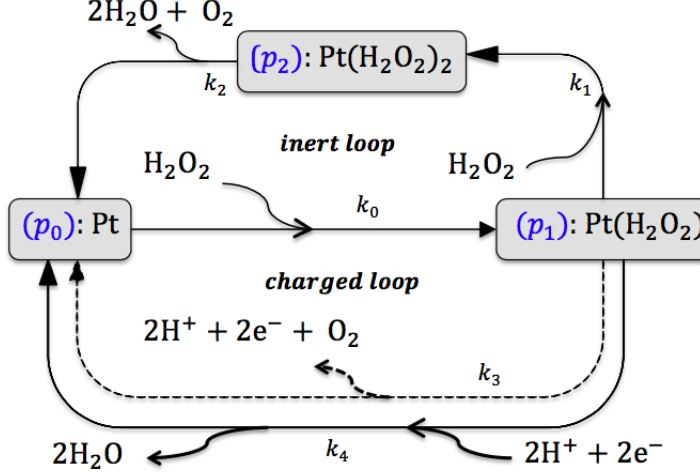 2H₂O + O₂
(p₂): Pt(H₂O₂)₂
k₂
k₁
inert loop
H₂O₂
H₂O₂
k₀
(p₀): Pt
(p₁): Pt(H₂O₂)
charged loop
2H⁺ + 2e⁻ + O₂
k₃
2H₂O
k₄
2H⁺ + 2e⁻